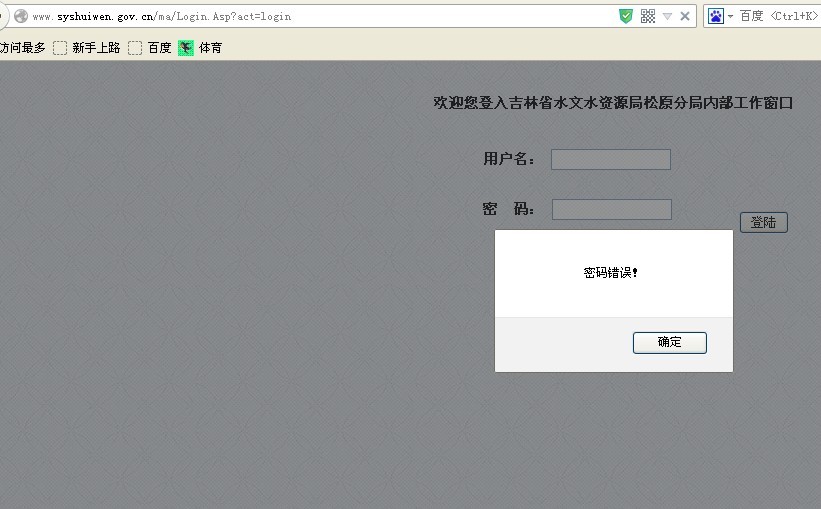 www.syshuiwen.gov.cn/ma/Login.Asp?act=login
百度 <Ctrl+K>
访问最多 新手上路 百度 体育
欢迎您登入吉林省水文水资源局松原分局内部工作窗口
用户名：
密 码：
登陆
密码错误!
确定